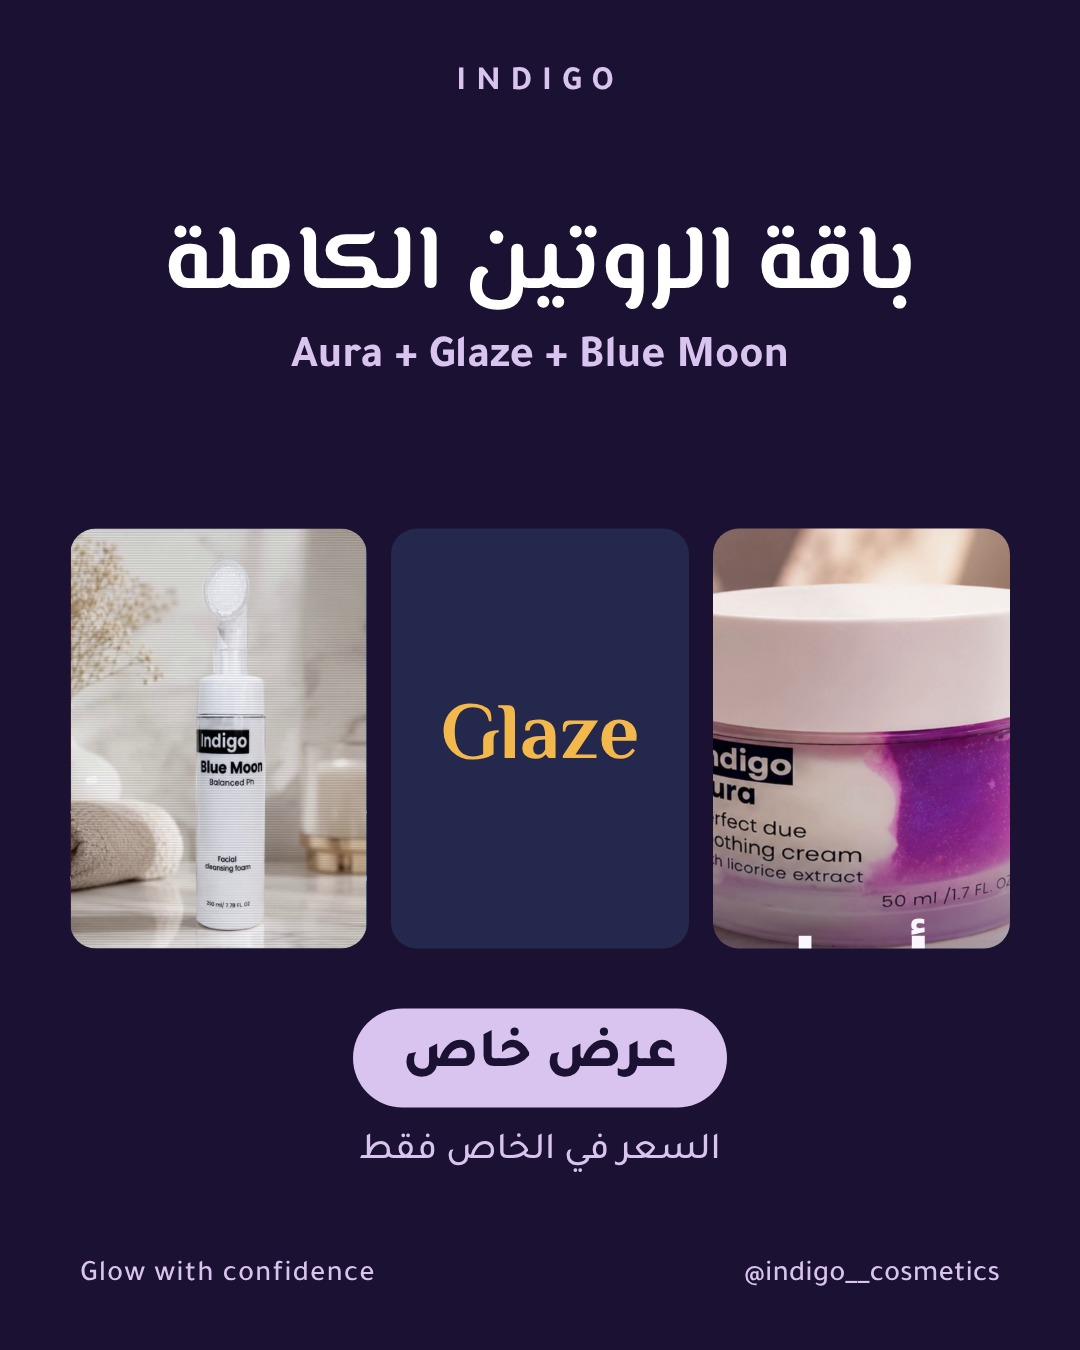 INDIGO
باقة الروتين الكاملة
Aura + Glaze + Blue Moon
Indigo
Blue Moon
Balanced Ph
Facial
cleansing foam
Glaze
ndigo
ura
rfect due
othing cream
h licorice extract
50 ml /1.7 FL. OZ
عرض خاص
السعر في الخاص فقط
Glow with confidence
@indigo__cosmetics